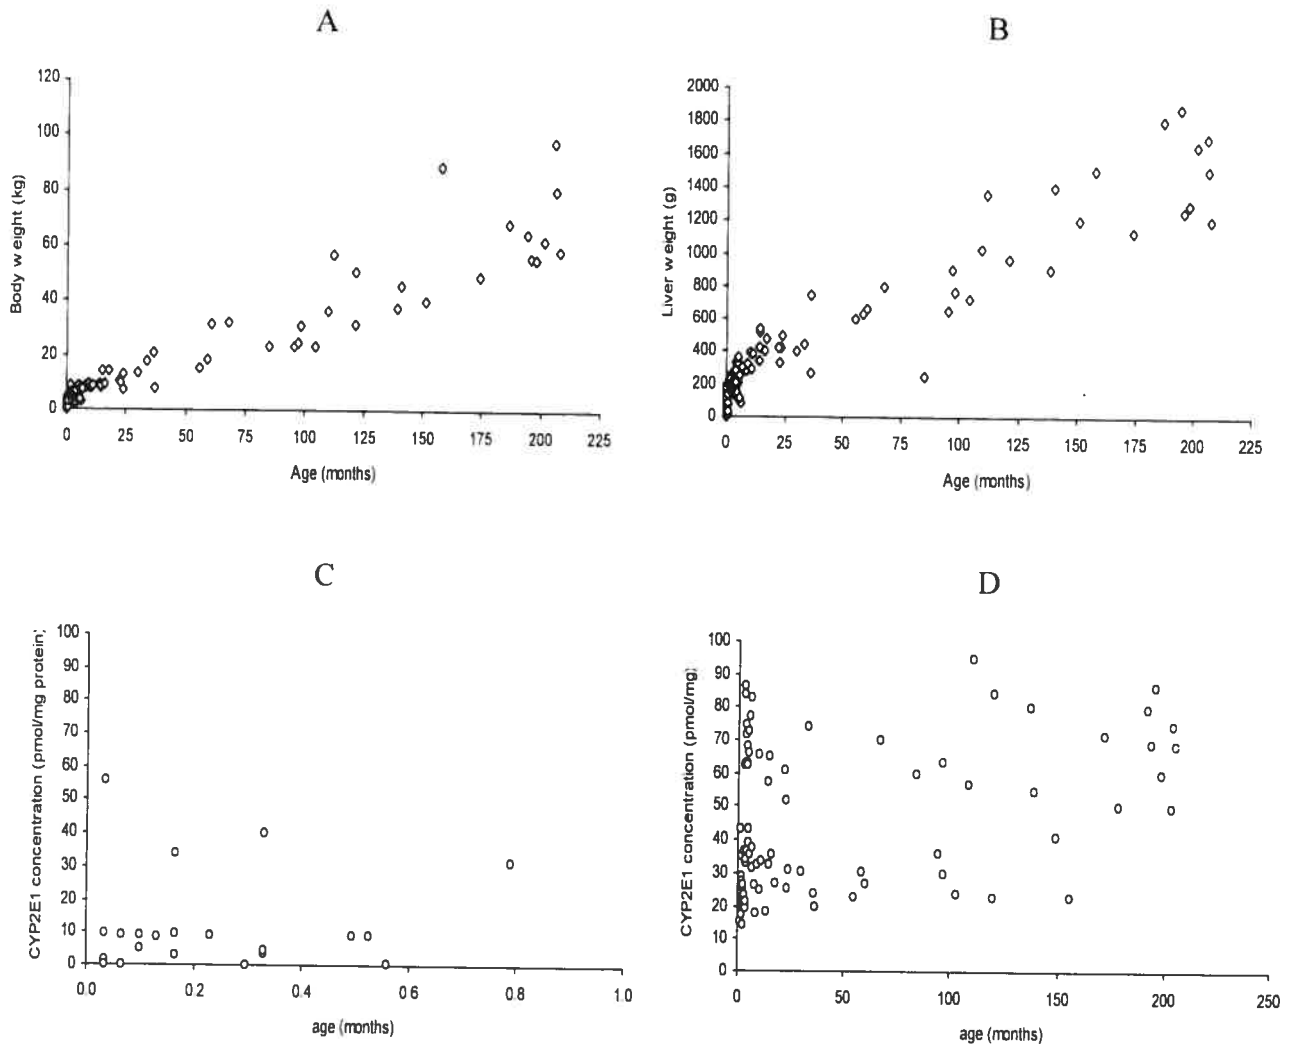 A
B
Body weight (kg)
120
100
80
60
40
20
0
0 25 50 75 100 125 150 175 200 225
Age (months)
Liver weight (g)
2000
1800
1600
1400
1200
1000
800
600
400
200
0
0 25 50 75 100 125 150 175 200 225
Age (months)
C
D
CYP2E1 concentration (pmol/mg protein)
100
90
80
70
60
50
40
30
20
10
0
0.0 0.2 0.4 0.6 0.8 1.0
age (months)
CYP2E1 concentration (pmol/mg)
100
90
80
70
60
50
40
30
20
10
0
0 50 100 150 200 250
age (months)